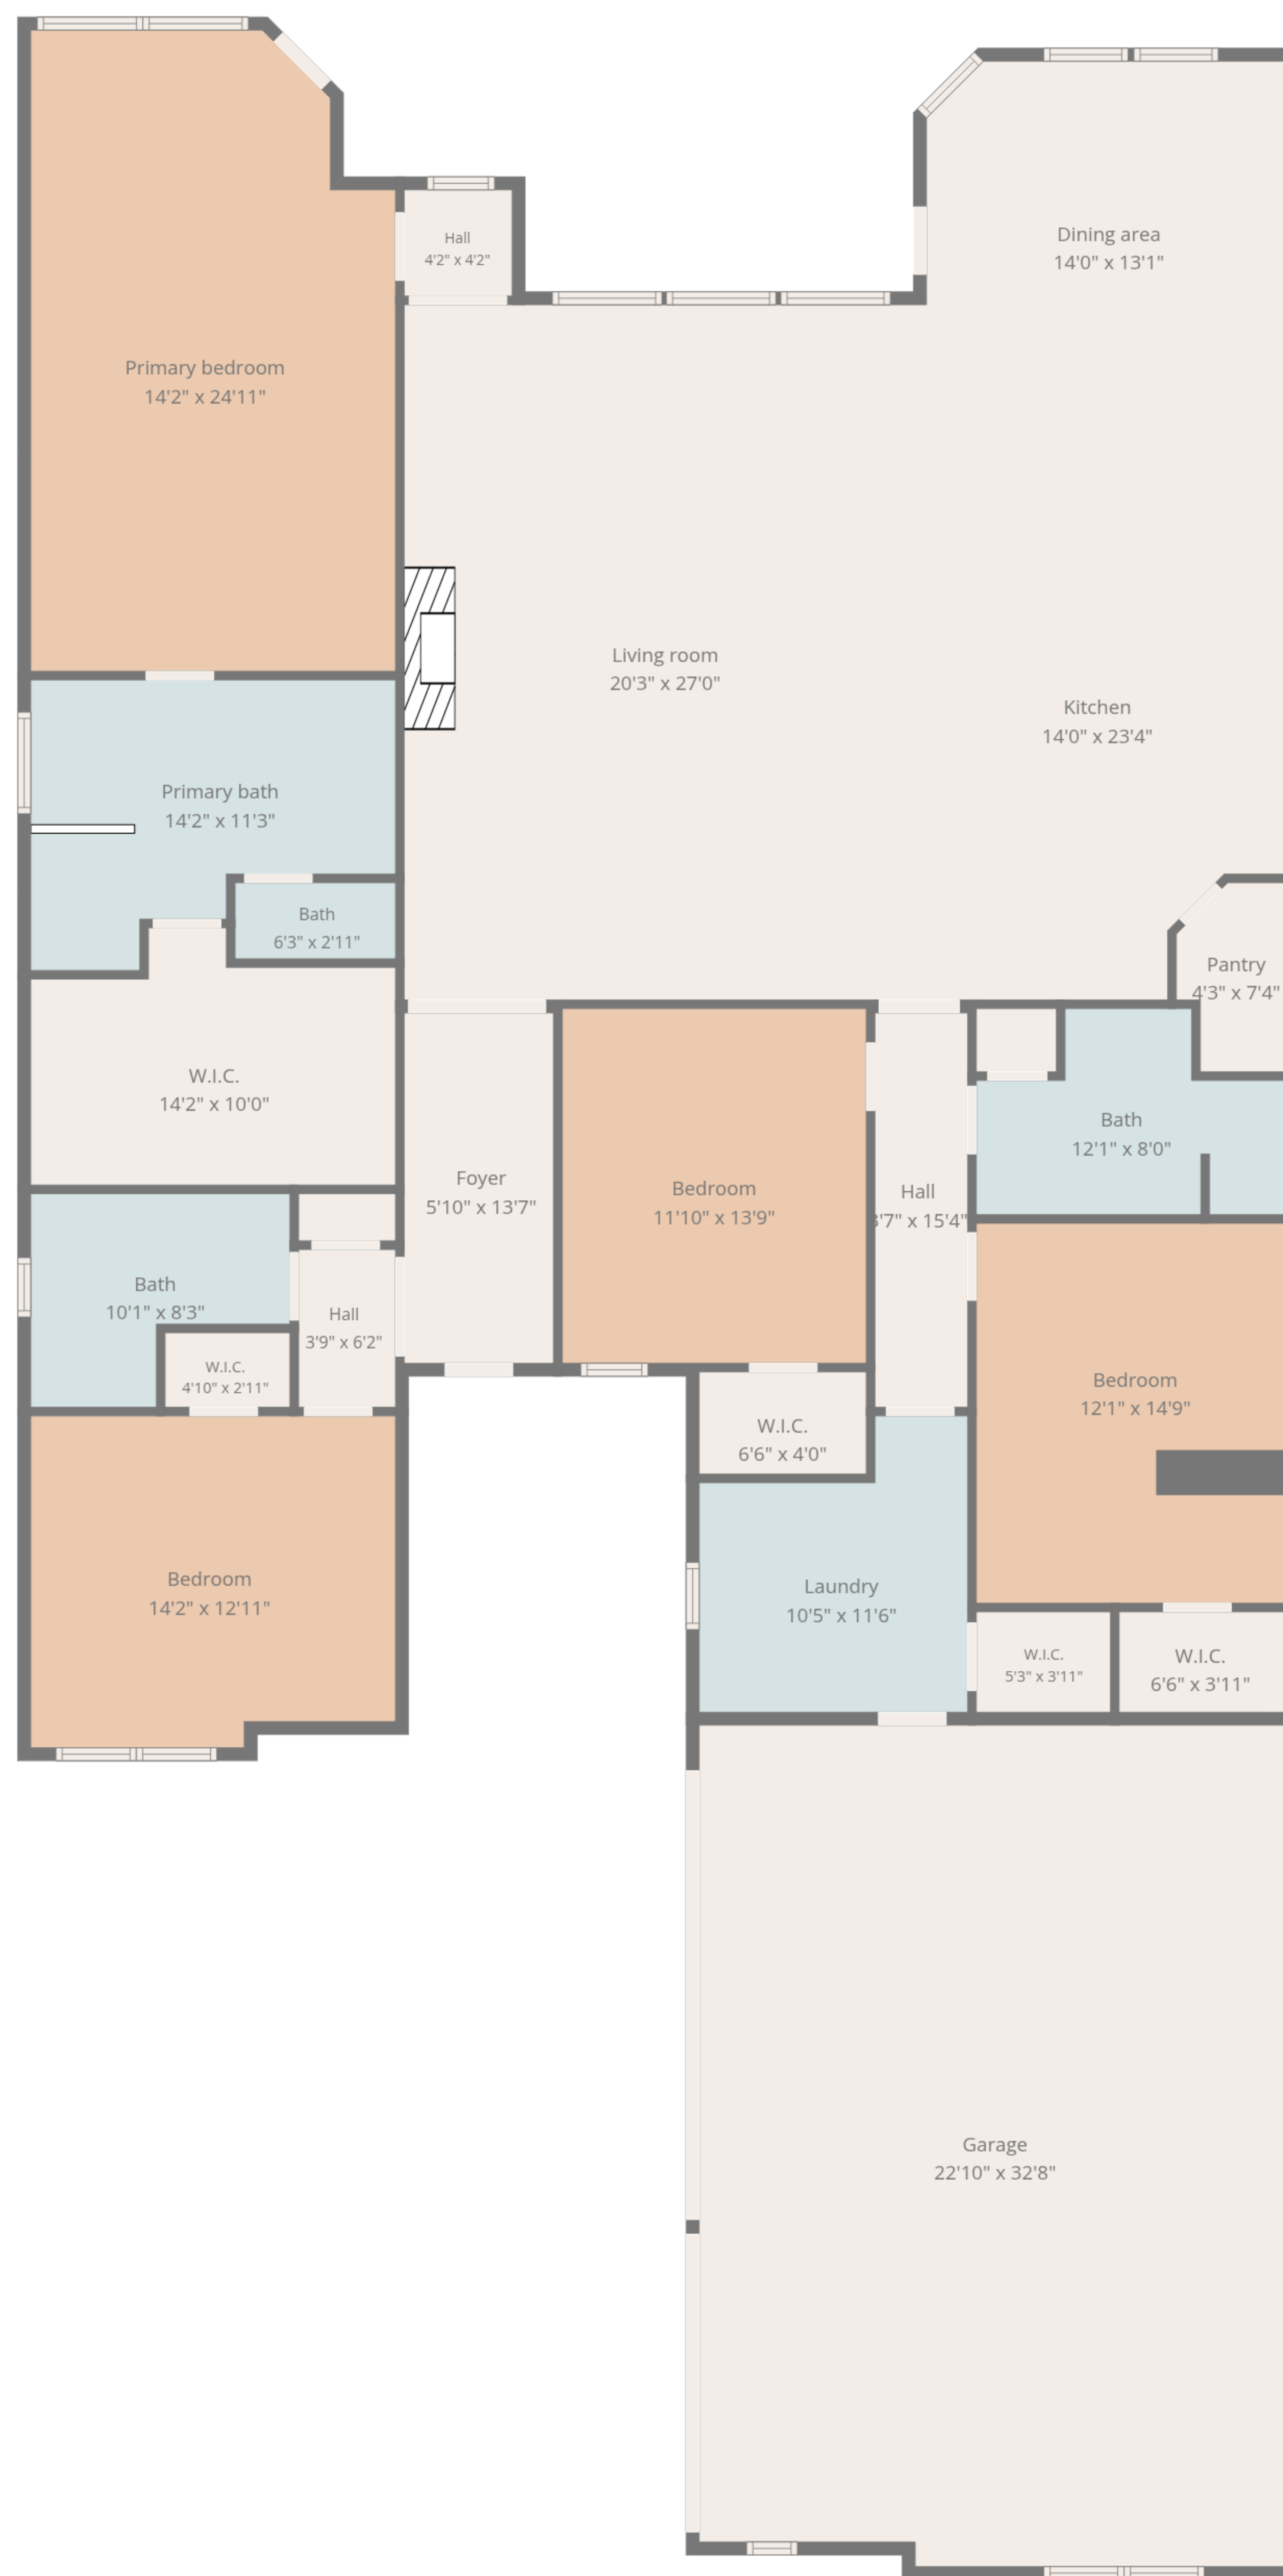 Hall
4'2" x 4'2"
Dining area
14'0" x 13'1"
Primary bedroom
14'2" x 24'11"
Living room
20'3" x 27'0"
Kitchen
14'0" x 23'4"
Primary bath
14'2" x 11'3"
Bath
6'3" x 2'11"
Pantry
4'3" x 7'4"
W.I.C.
14'2" x 10'0"
Bath
12'1" x 8'0"
Foyer
5'10" x 13'7"
Bedroom
11'10" x 13'9"
Hall
3'7" x 15'4"
Bath
10'1" x 8'3"
Hall
3'9" x 6'2"
W.I.C.
4'10" x 2'11"
Bedroom
12'1" x 14'9"
W.I.C.
6'6" x 4'0"
Bedroom
14'2" x 12'11"
Laundry
10'5" x 11'6"
W.I.C.
5'3" x 3'11"
W.I.C.
6'6" x 3'11"
Garage
22'10" x 32'8"